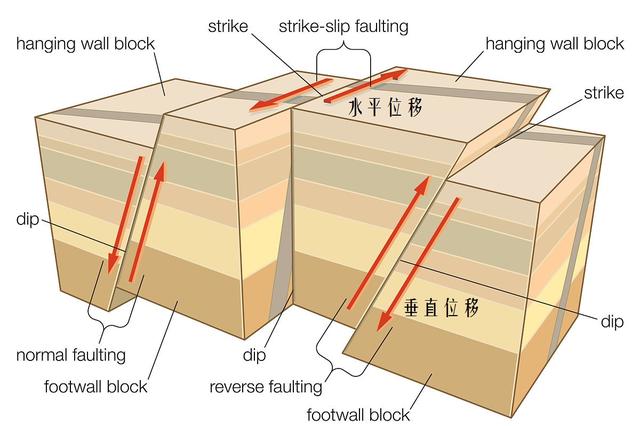 strike
strike-slip faulting
hanging wall block
hanging wall block
strike
水平位移
dip
垂直位移
dip
normal faulting
dip
footwall block
reverse faulting
footwall block